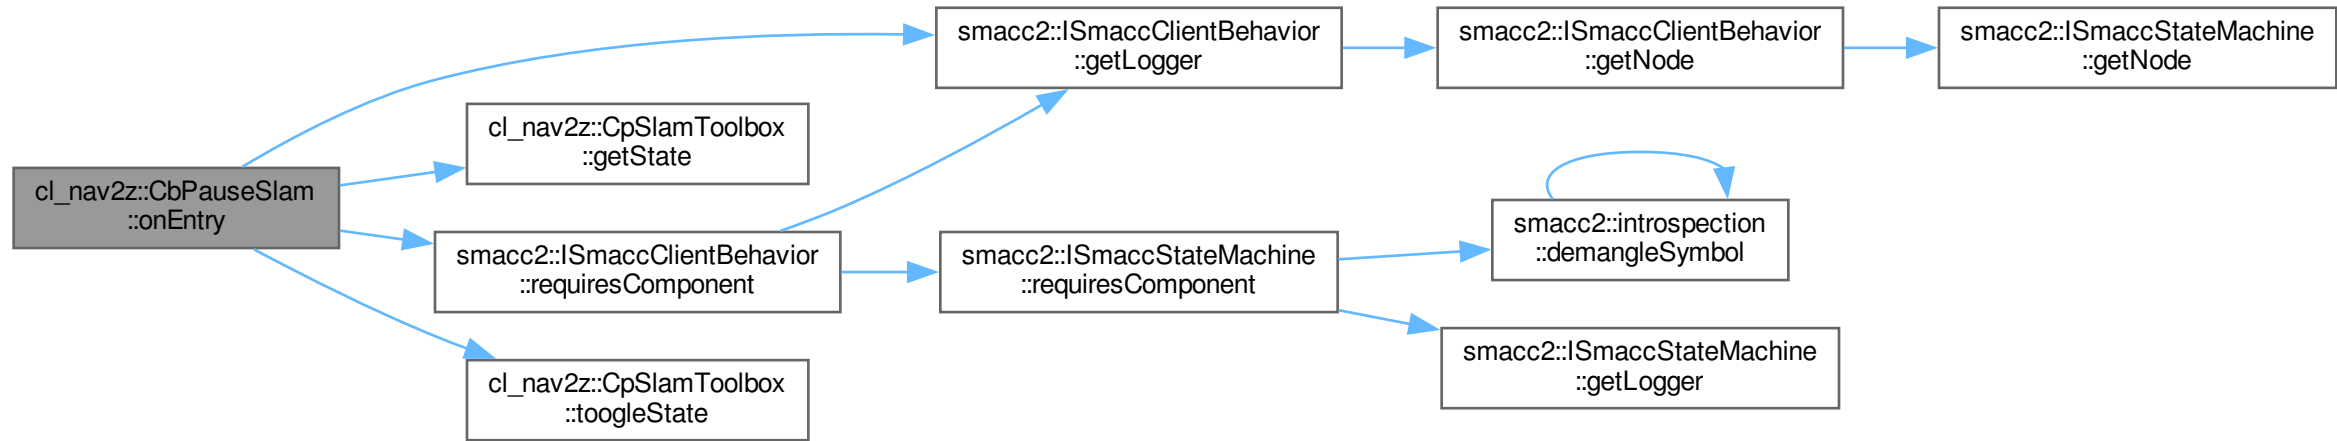 cl_nav2z::CbPauseSlam
::onEntry
smacc2::ISmaccClientBehavior
::getLogger
cl_nav2z::CpSlamToolbox
::getState
smacc2::ISmaccClientBehavior
::requiresComponent
cl_nav2z::CpSlamToolbox
::toogleState
smacc2::ISmaccClientBehavior
::getNode
smacc2::ISmaccStateMachine
::getNode
smacc2::ISmaccStateMachine
::requiresComponent
smacc2::introspection
::demangleSymbol
smacc2::ISmaccStateMachine
::getLogger